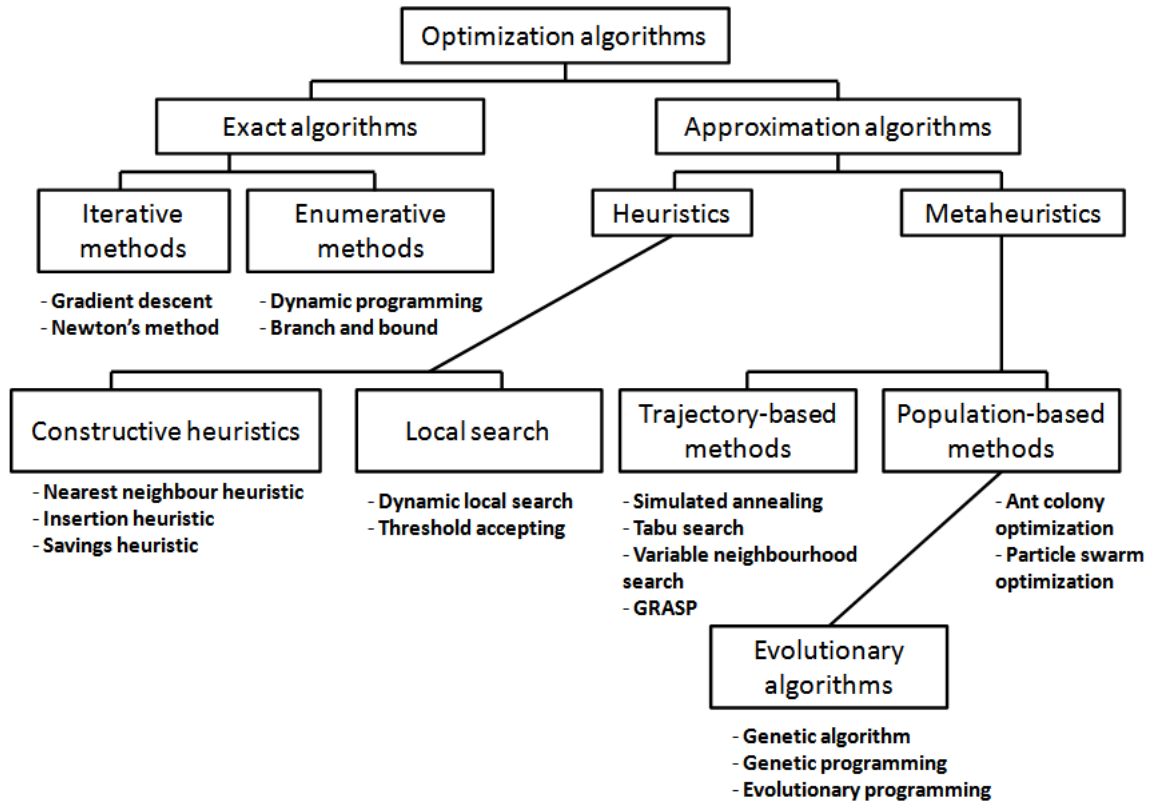 Optimization algorithms
Exact algorithms
Approximation algorithms
Iterative
methods
Enumerative
methods
Heuristics
Metaheuristics
- Gradient descent
- Newton's method
- Dynamic programming
- Branch and bound
Constructive heuristics
Local search
Trajectory-based
methods
Population-based
methods
- Nearest neighbour heuristic
- Insertion heuristic
- Savings heuristic
- Dynamic local search
- Threshold accepting
- Simulated annealing
- Tabu search
- Variable neighbourhood
search
- GRASP
- Ant colony
optimization
- Particle swarm
optimization
Evolutionary
algorithms
- Genetic algorithm
- Genetic programming
- Evolutionary programming